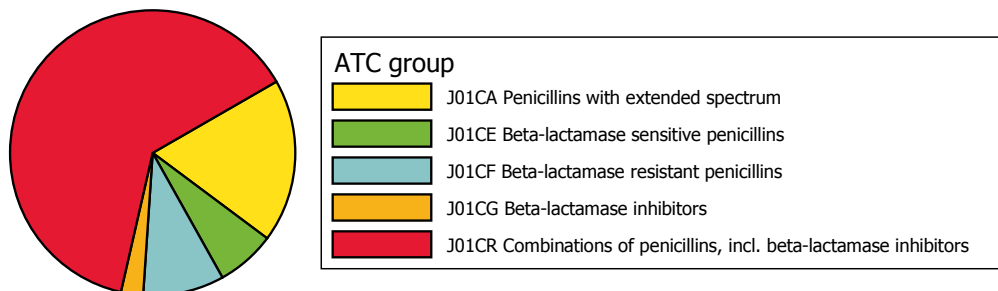 ATC group
J01CA Penicillins with extended spectrum
J01CE Beta-lactamase sensitive penicillins
J01CF Beta-lactamase resistant penicillins
J01CG Beta-lactamase inhibitors
J01CR Combinations of penicillins, incl. beta-lactamase inhibitors